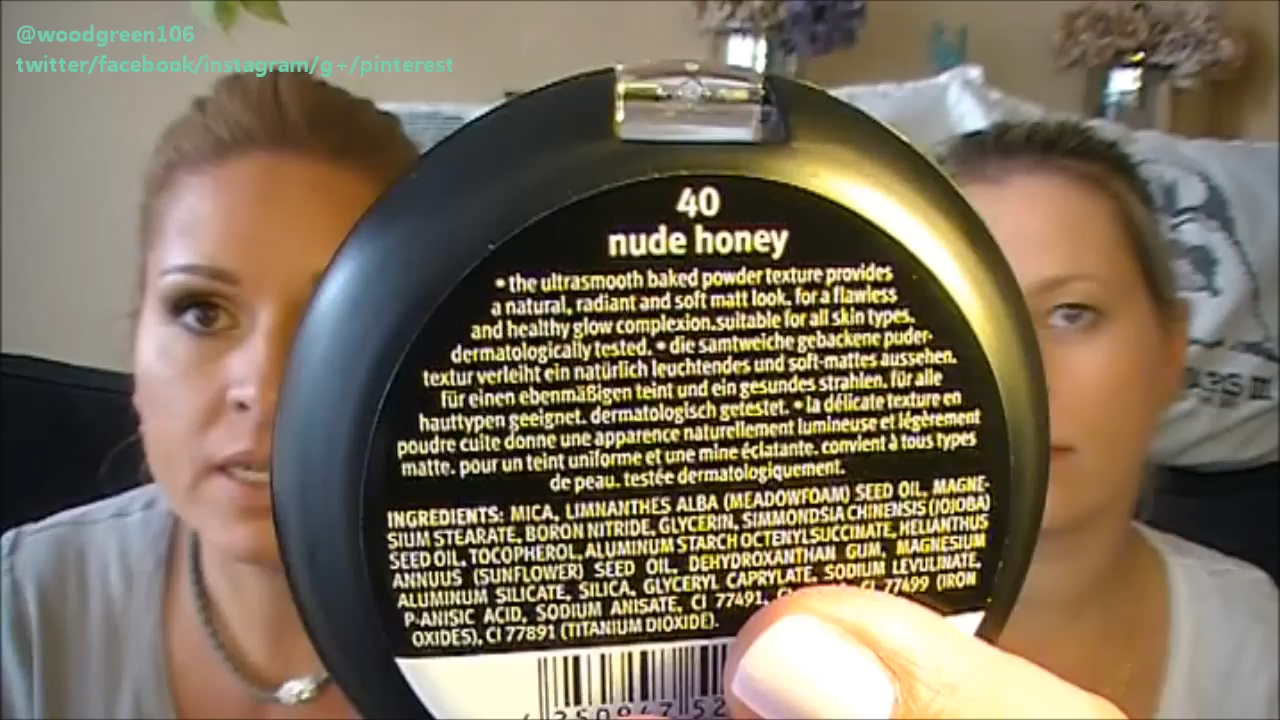 @woodgreen106
twitter/facebook/instagram/g+/pinterest
40
nude honey
• the ultrasmooth baked powder texture provides
a natural, radiant and soft matt look. for a flawless
and healthy glow complexion.suitable for all skin types.
dermatologically tested. • die samtweiche gebackene puder-
textur verleiht ein natürlich leuchtendes und soft-mattes aussehen.
für einen ebenmäßigen teint und ein gesundes strahlen. für alle
hauttypen geeignet. dermatologisch getestet. • la délicate texture en
poudre cuite donne une apparence naturellement lumineuse et légèrement
matte. pour un teint uniforme et une mine éclatante. convient à tous types
de peau. testée dermatologiquement.
INGREDIENTS: MICA, LIMNANTHES ALBA (MEADOWFOAM) SEED OIL, MAGNE-
SIUM STEARATE, BORON NITRIDE, GLYCERIN, SIMMONDSIA CHINENSIS (JOJOBA)
SEED OIL, TOCOPHEROL, ALUMINUM STARCH OCTENYLSUCCINATE, HELIANTHUS
ANNUUS (SUNFLOWER) SEED OIL, DEHYDROXANTHAN GUM, MAGNESIUM
ALUMINUM SILICATE, SILICA, GLYCERYL CAPRYLATE, SODIUM LEVULINATE,
P-ANISIC ACID, SODIUM ANISATE, CI 77491, CI 77499 (IRON
OXIDES), CI 77891 (TITANIUM DIOXIDE).